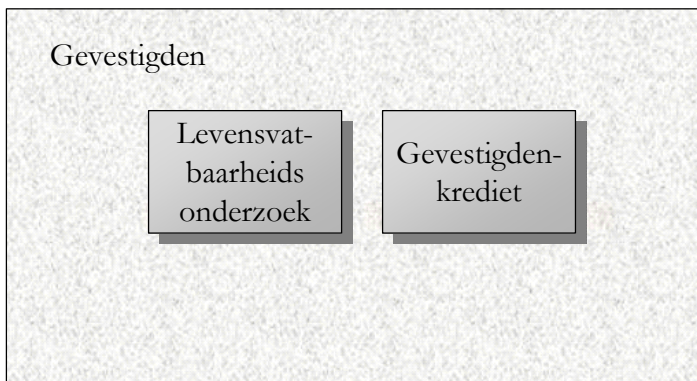 Gevestigden
Levensvat-
baarheids
onderzoek
Gevestigden-
krediet